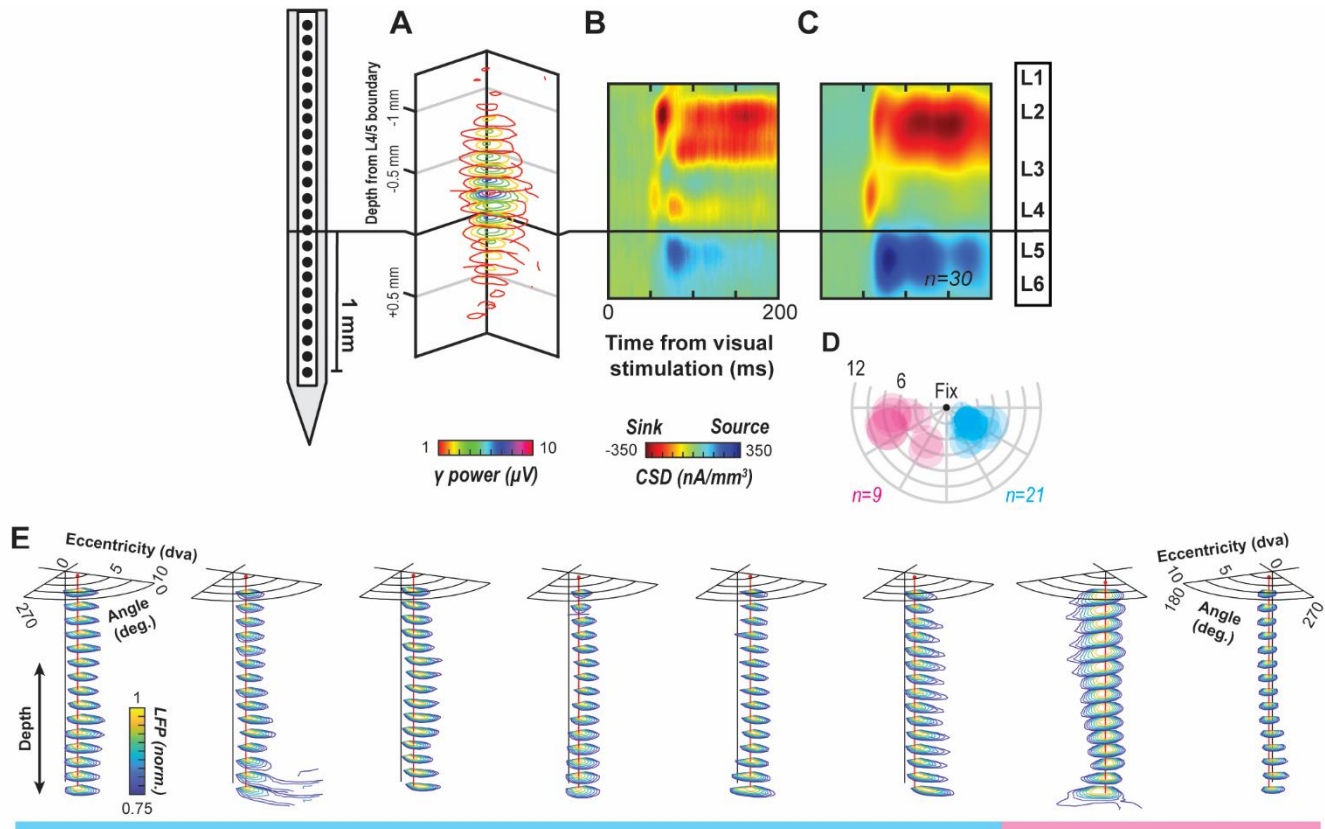 A
B
C
Depth from L4/5 boundary
-1 mm
-0.5 mm
+0.5 mm
1 mm
L1
L2
L3
L4
L5
L6
n=30
0
200
Time from visual
stimulation (ms)
1
10
γ power (µV)
Sink
Source
-350
350
CSD (nA/mm³)
D
12
6
Fix
n=9
n=21
E
Eccentricity (dva)
0
5
10
0
270
Angle
(deg.)
Depth
1
0.75
LFP (norm.)
Eccentricity (dva)
10
5
0
180
270
Angle
(deg.)